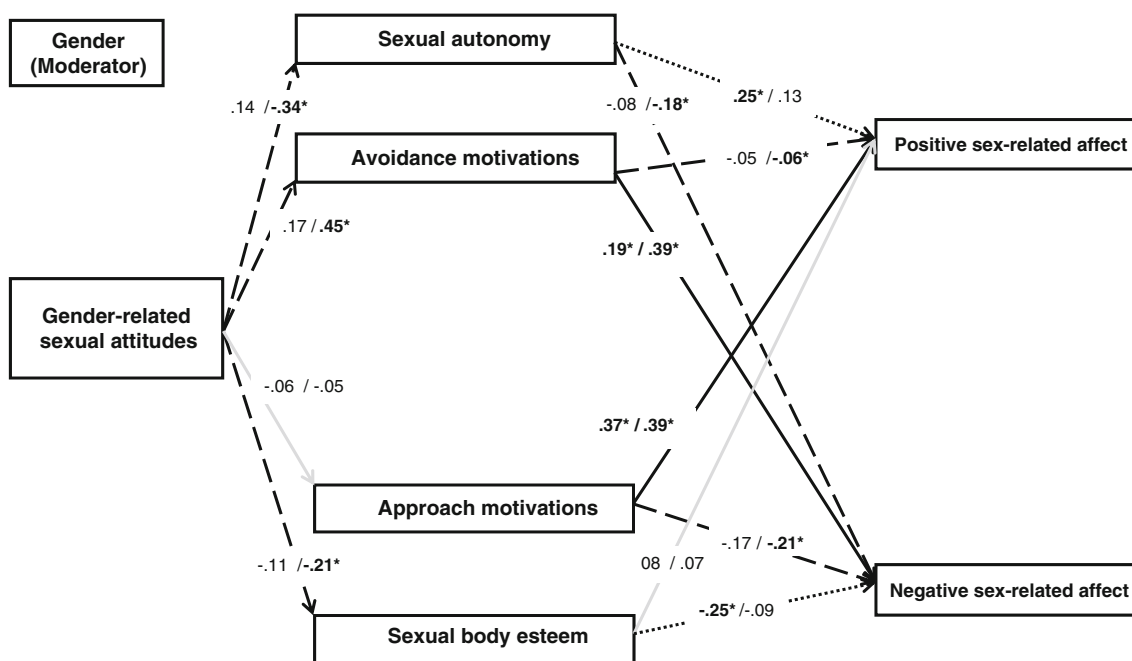 Gender
(Moderator)
Sexual autonomy
.14 /-.34*
-.08 /-.18*
.25* / .13
Avoidance motivations
-.05 /-.06*
Positive sex-related affect
.17 / .45*
.19* / .39*
Gender-related
sexual attitudes
-.06 / -.05
.37* / .39*
Approach motivations
-.17 / -.21*
-.11 /-.21*
08 / .07
Negative sex-related affect
-.25* /-.09
Sexual body esteem